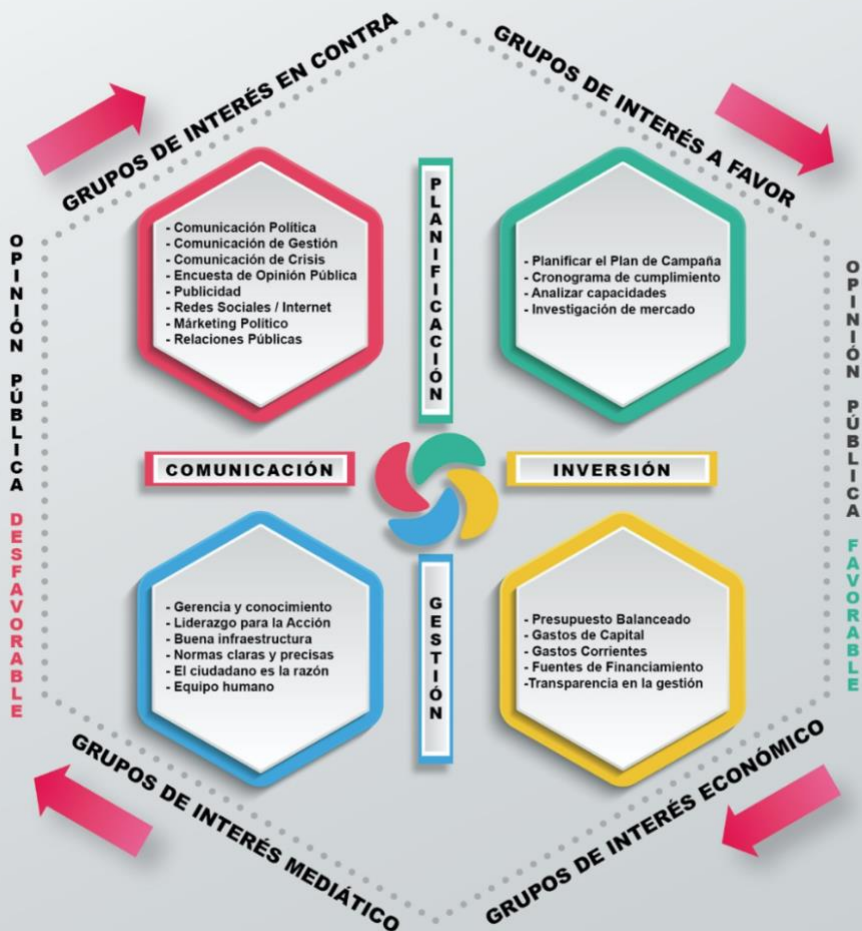 GRUPOS DE INTERÉS EN CONTRA
GRUPOS DE INTERÉS A FAVOR
OPINIÓN PÚBLICA DESFAVORABLE
- Comunicación Política
- Comunicación de Gestión
- Comunicación de Crisis
- Encuesta de Opinión Pública
- Publicidad
- Redes Sociales / Internet
- Márketing Político
- Relaciones Públicas
PLANIFICACIÓN
- Planificar el Plan de Campaña
- Cronograma de cumplimiento
- Analizar capacidades
- Investigación de mercado
OPINIÓN PÚBLICA FAVORABLE
COMUNICACIÓN
INVERSIÓN
- Gerencia y conocimiento
- Liderazgo para la Acción
- Buena infraestructura
- Normas claras y precisas
- El ciudadano es la razón
- Equipo humano
GESTIÓN
- Presupuesto Balanceado
- Gastos de Capital
- Gastos Corrientes
- Fuentes de Financiamiento
-Transparencia en la gestión
GRUPOS DE INTERÉS MEDIÁTICO
GRUPOS DE INTERÉS ECONÓMICO